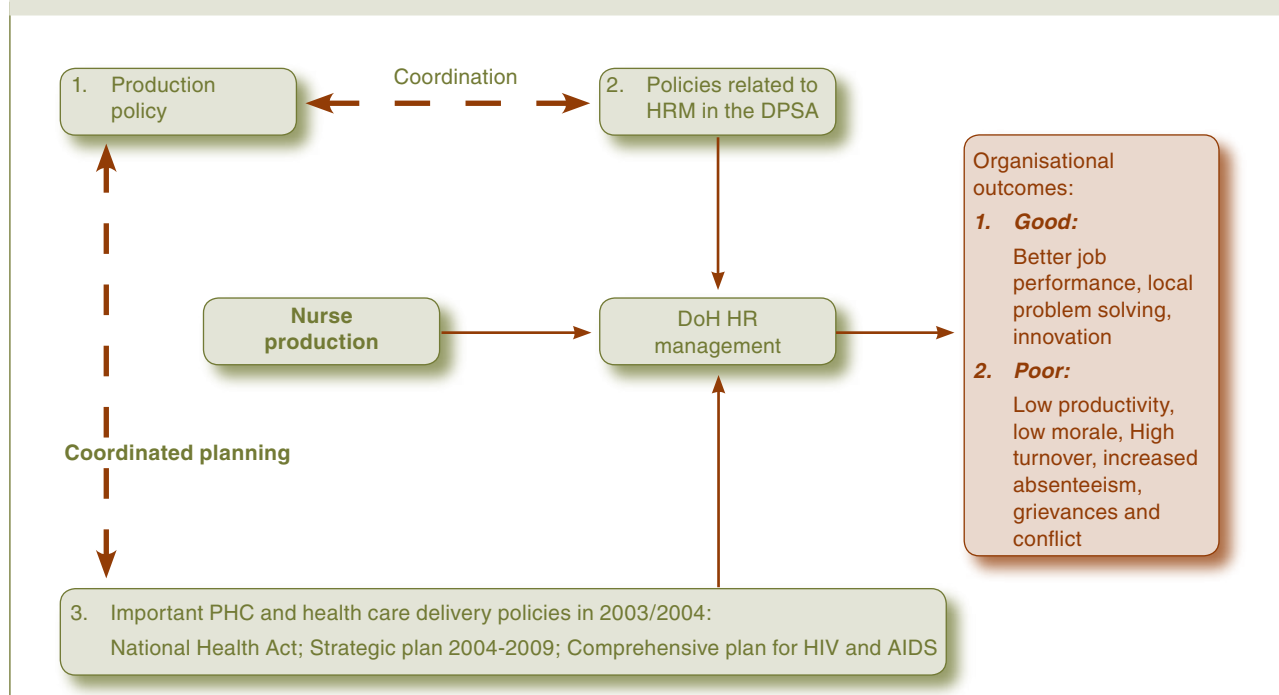 1. Production
policy
Coordination
2. Policies related to
HRM in the DPSA
Organisational
outcomes:
1. Good:
Better job
performance, local
problem solving,
innovation
2. Poor:
Low productivity,
low morale, High
turnover, increased
absenteeism,
grievances and
conflict
Nurse
production
DoH HR
management
Coordinated planning
3. Important PHC and health care delivery policies in 2003/2004:
National Health Act; Strategic plan 2004-2009; Comprehensive plan for HIV and AIDS